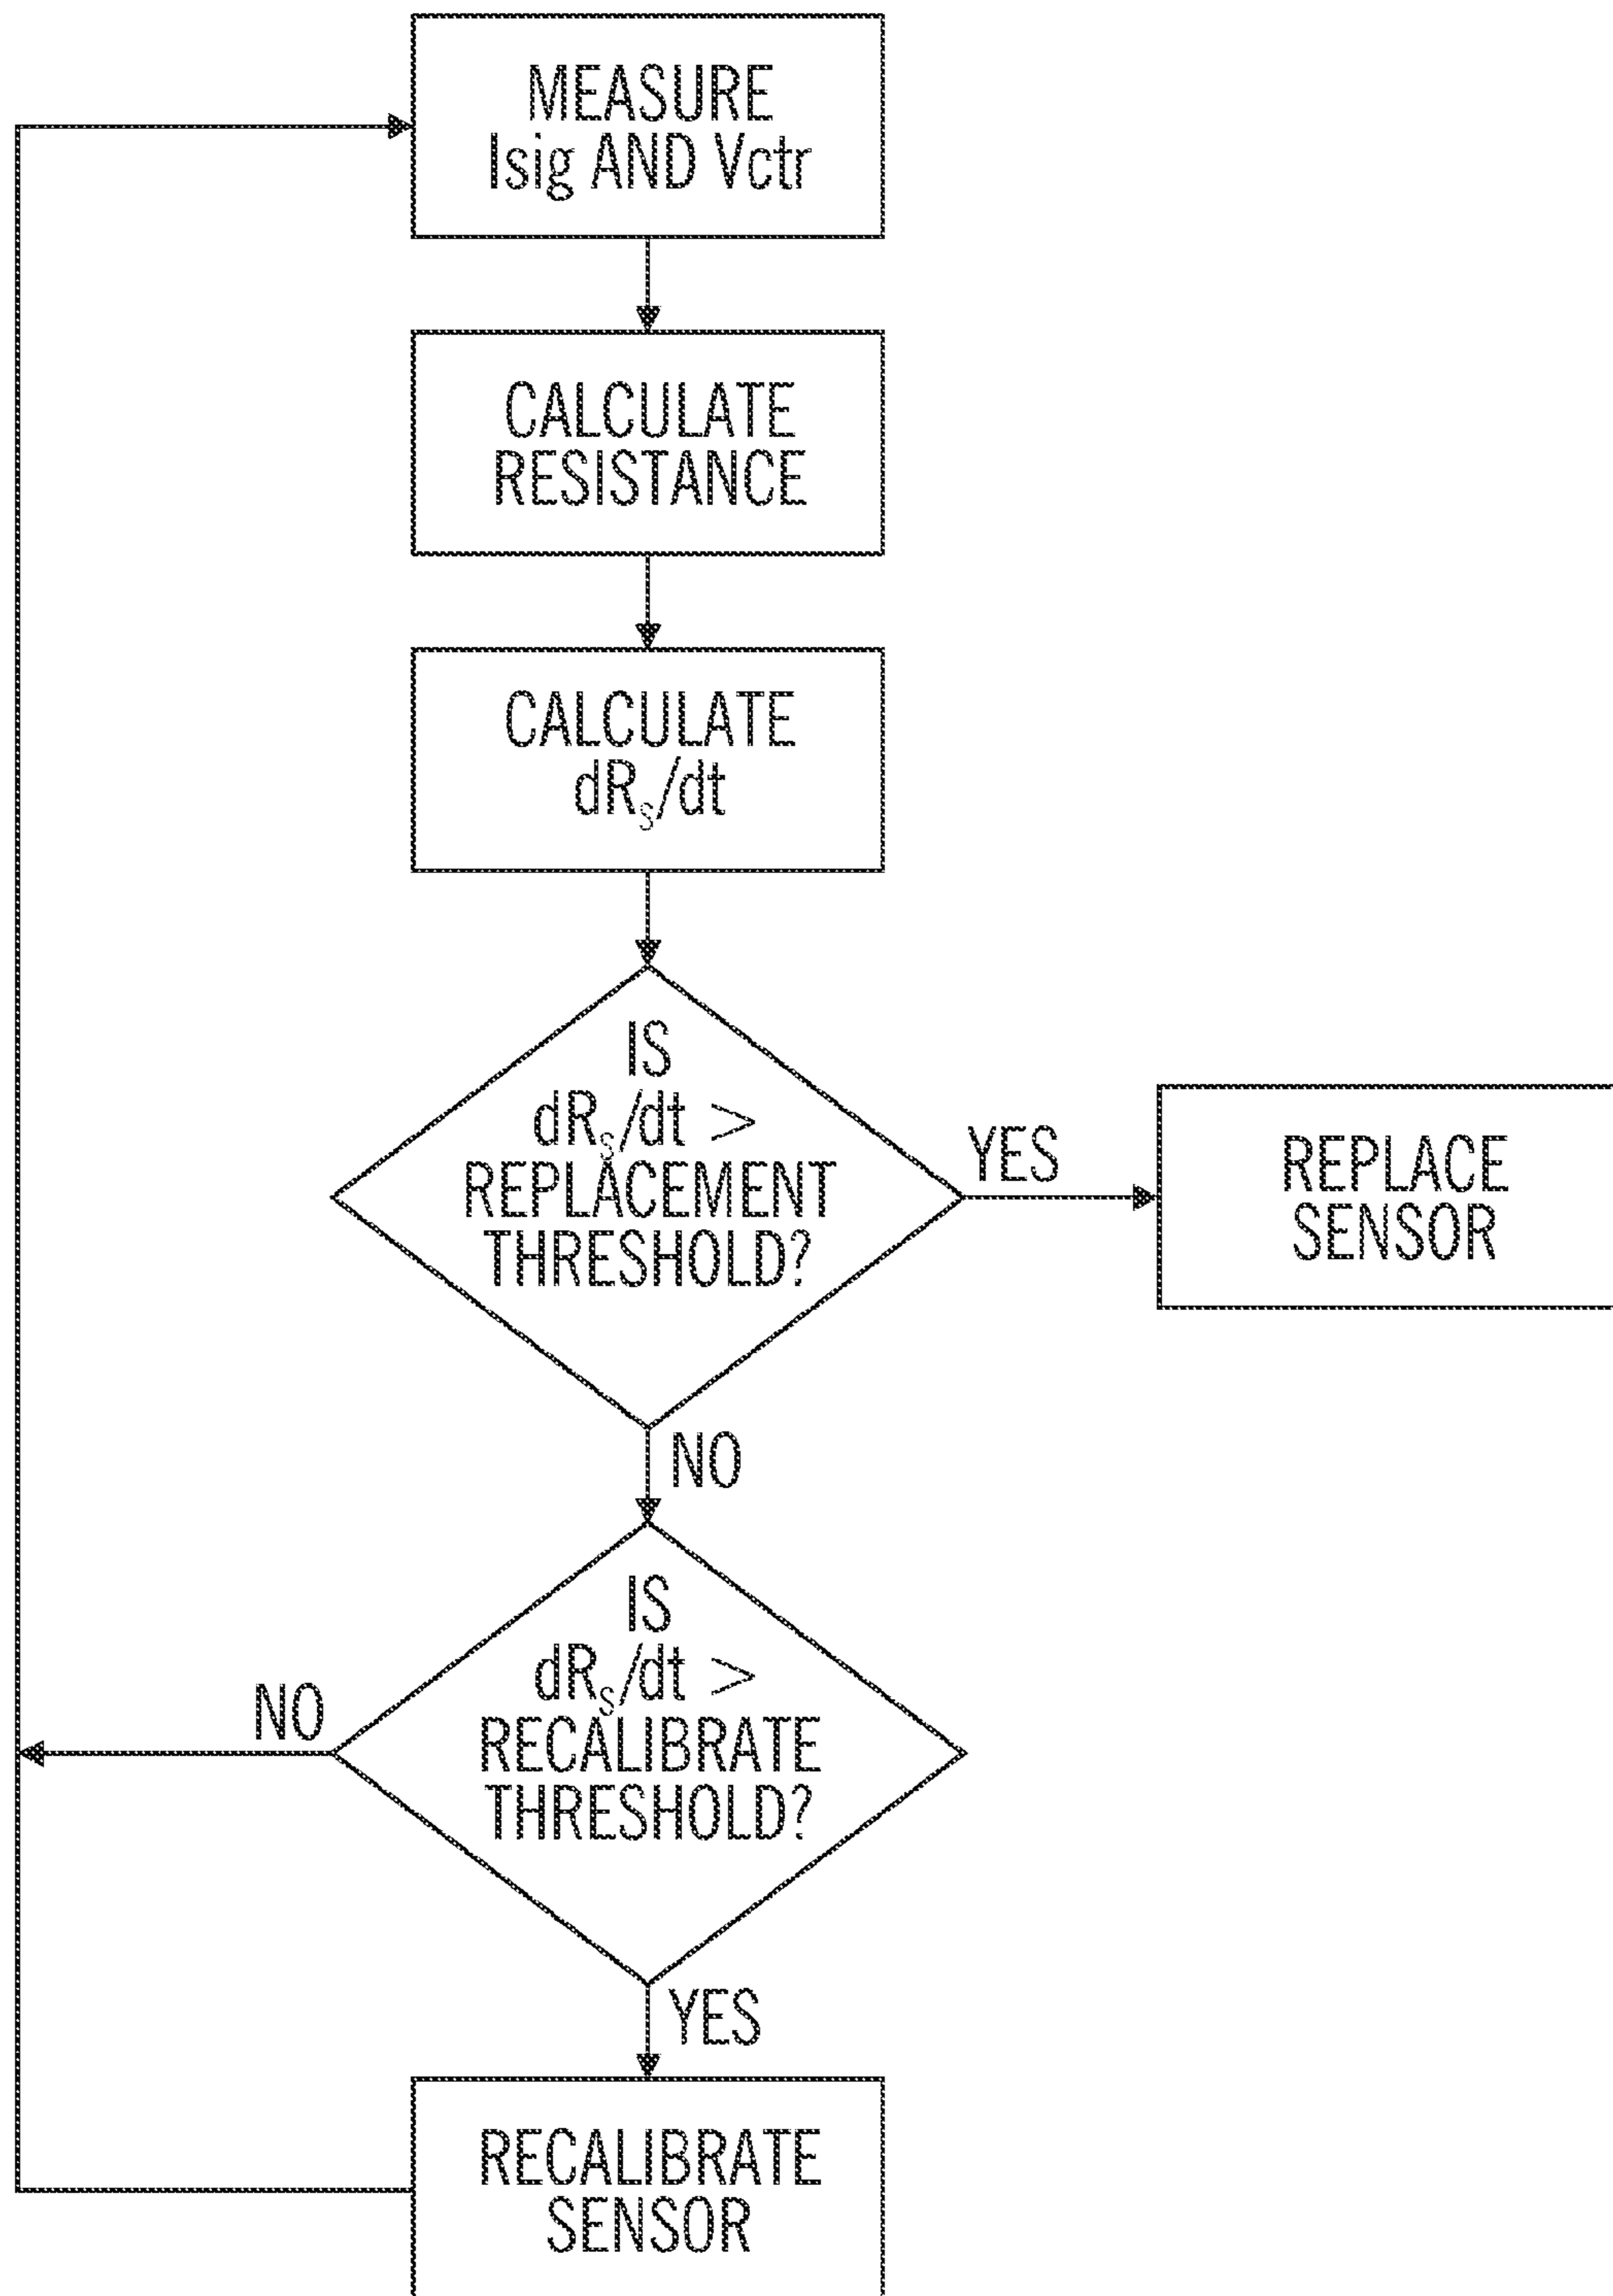 MEASURE
Isig AND Vctr
CALCULATE
RESISTANCE
CALCULATE
dRs/dt
IS
dRs/dt >
REPLACEMENT
THRESHOLD?
YES
REPLACE
SENSOR
NO
IS
dRs/dt >
RECALIBRATE
THRESHOLD?
NO
YES
RECALIBRATE
SENSOR